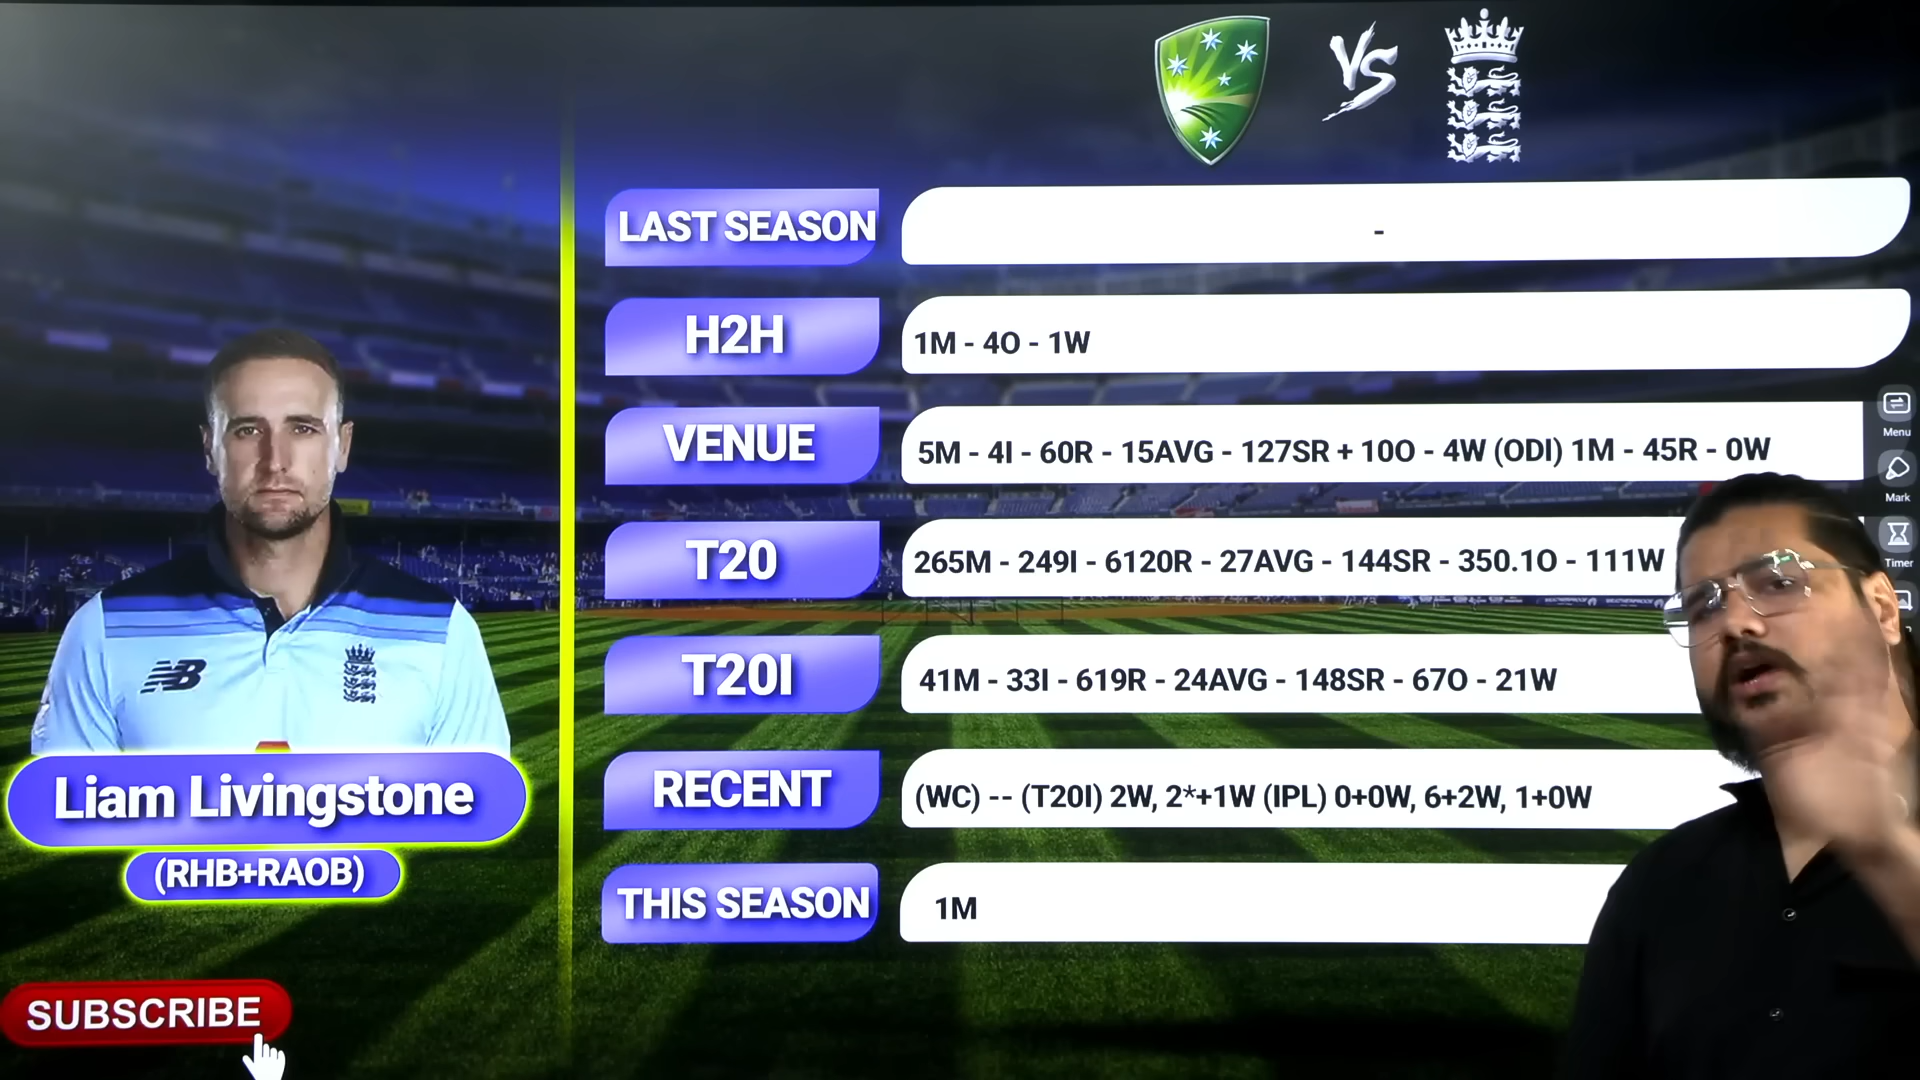 VS
LAST SEASON
-
H2H
1M - 4O - 1W
VENUE
5M - 4I - 60R - 15AVG - 127SR + 10O - 4W (ODI) 1M - 45R - 0W
T20
265M - 249I - 6120R - 27AVG - 144SR - 350.1O - 111W
T20I
41M - 33I - 619R - 24AVG - 148SR - 67O - 21W
RECENT
(WC) -- (T20I) 2W, 2*+1W (IPL) 0+0W, 6+2W, 1+0W
THIS SEASON
1M
NB
Liam Livingstone
(RHB+RAOB)
SUBSCRIBE
Menu
Mark
Timer